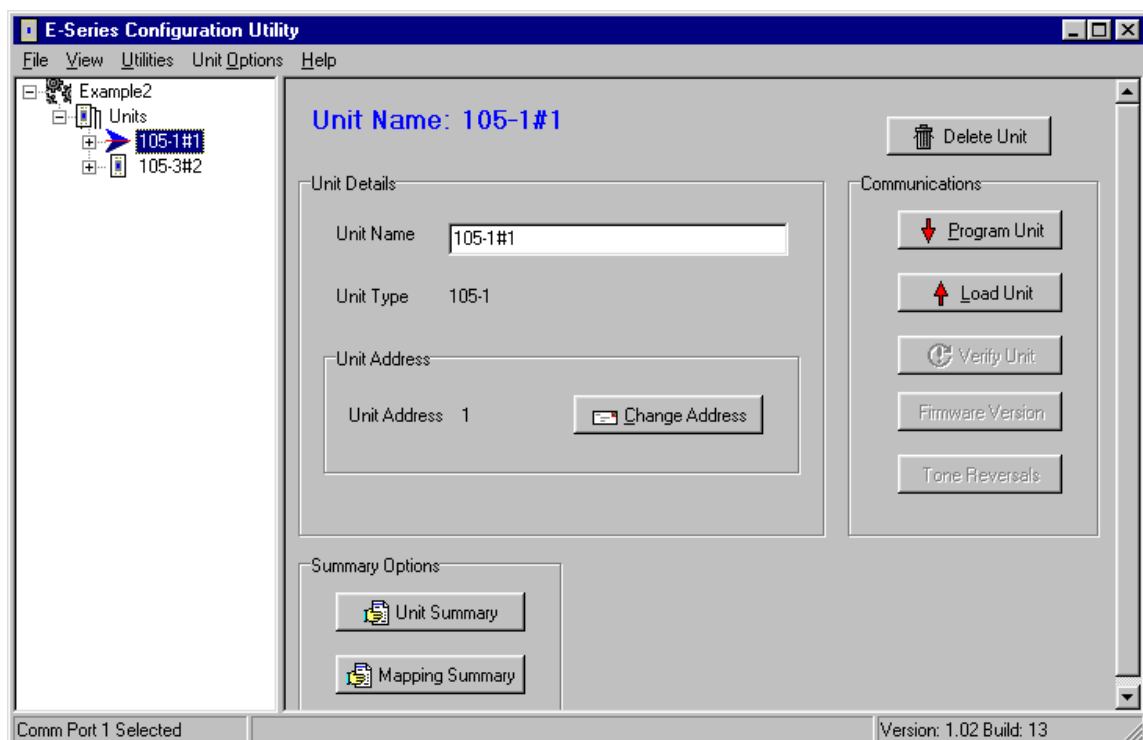 E-Series Configuration Utility
File View Utilities Unit Options Help
Example2
Units
105-1#1
105-3#2
Unit Name: 105-1#1
Delete Unit
Unit Details
Unit Name 105-1#1
Unit Type 105-1
Unit Address
Unit Address 1 Change Address
Communications
Program Unit
Load Unit
Verify Unit
Firmware Version
Tone Reversals
Summary Options
Unit Summary
Mapping Summary
Comm Port 1 Selected Version: 1.02 Build: 13